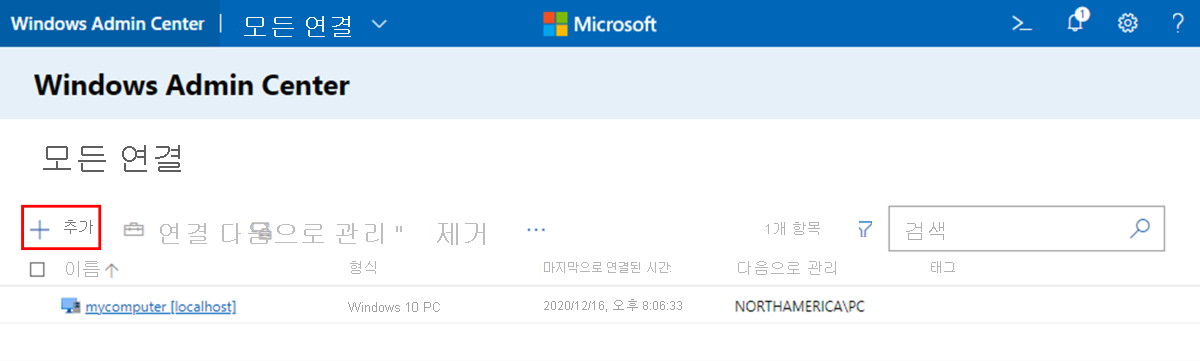 Windows Admin Center | 모든 연결 Microsoft 1
Windows Admin Center
모든 연결
추가 연결 다음으로 관리 " 제거 ... 1개 항목 검색
이름 형식 마지막으로 연결된 시간: 다음으로 관리 태그
mycomputer [localhost] Windows 10 PC 2020/12/16, 오후 8:06:33 NORTHAMERICA\PC